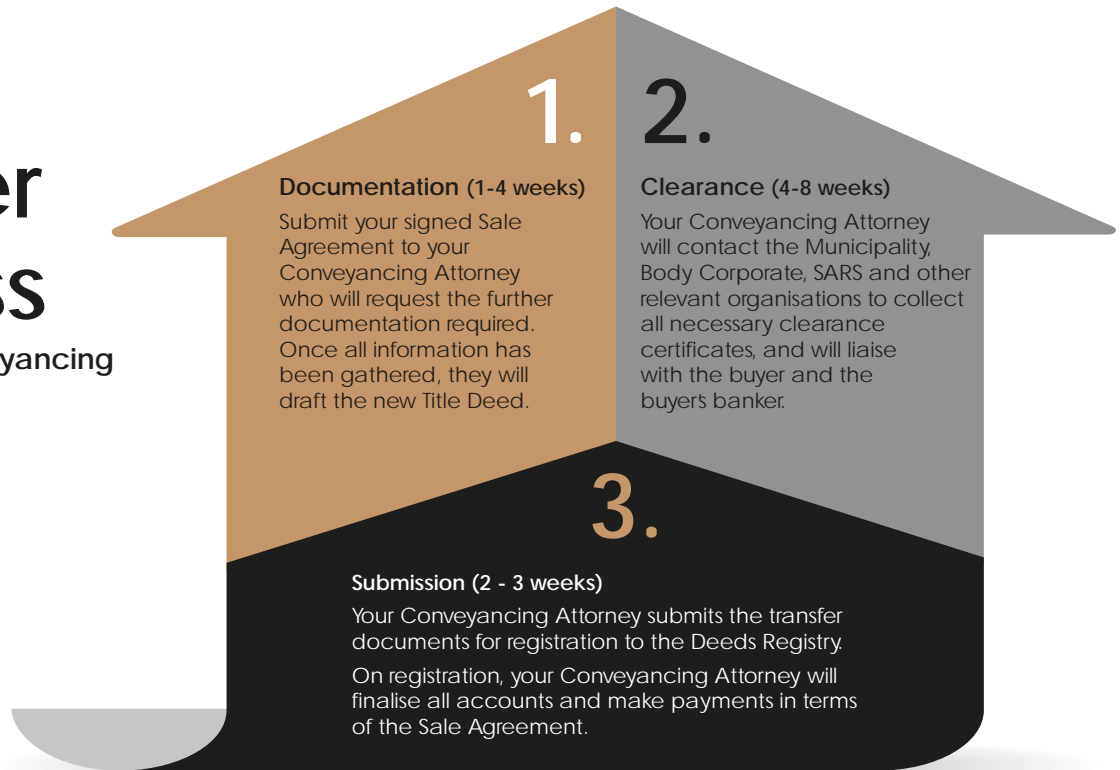 er
ss
yancing
1.
Documentation (1-4 weeks)
Submit your signed Sale
Agreement to your
Conveyancing Attorney
who will request the further
documentation required.
Once all information has
been gathered, they will
draft the new Title Deed.
2.
Clearance (4-8 weeks)
Your Conveyancing Attorney
will contact the Municipality,
Body Corporate, SARS and other
relevant organisations to collect
all necessary clearance
certificates, and will liaise
with the buyer and the
buyer's banker.
3.
Submission (2 - 3 weeks)
Your Conveyancing Attorney submits the transfer
documents for registration to the Deeds Registry.
On registration, your Conveyancing Attorney will
finalise all accounts and make payments in terms
of the Sale Agreement.